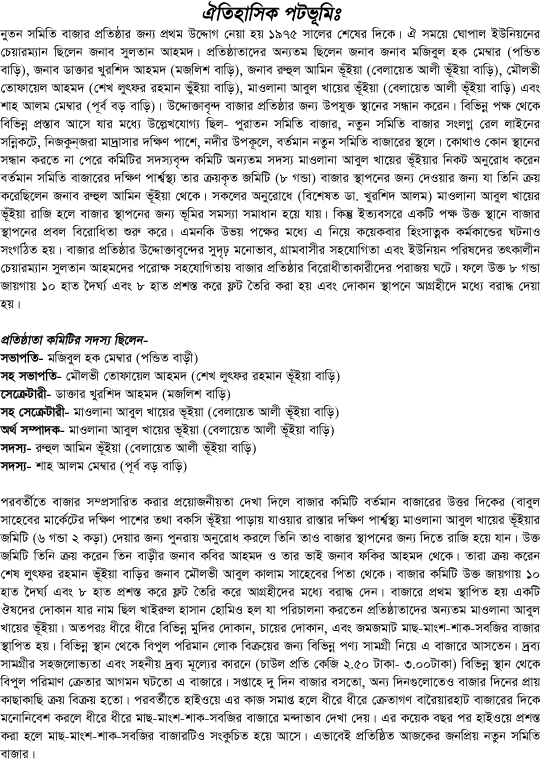 ঐতিহাসিক পটভূমিঃ
নুতন সমিতি বাজার প্রতিষ্ঠার জন্য প্রথম উদ্দোগ নেয়া হয় ১৯৭৫ সালের শেষের দিকে। ঐ সময়ে ঘোপাল ইউনিয়নের
চেয়ারম্যান ছিলেন জনাব সুলতান আহমদ। প্রতিষ্ঠাতাদের অন্যতম ছিলেন জনাব জনাব মজিবুল হক মেম্বার (পন্ডিত
বাড়ি), জনাব ডাক্তার খুরশিদ আহমদ (মজলিশ বাড়ি), জনাব রুহুল আমিন ভূঁইয়া (বেলায়েত আলী ভূঁইয়া বাড়ি), মৌলভী
তোফায়েল আহমদ (শেখ লুৎফর রহমান ভূঁইয়া বাড়ি), মাওলানা আবুল খায়ের ভূঁইয়া (বেলায়েত আলী ভূঁইয়া বাড়ি) এবং
শাহ আলম মেম্বার (পূর্ব বড় বাড়ি)। উদ্দোক্তাবৃন্দ বাজার প্রতিষ্ঠার জন্য উপযুক্ত স্থানের সন্ধান করেন। বিভিন্ন পক্ষ থেকে
বিভিন্ন প্রস্তাব আসে যার মধ্যে উল্লেখযোগ্য ছিল- পুরাতন সমিতি বাজার, নতুন সমিতি বাজার সংলগ্ন রেল লাইনের
সন্নিকটে, নিজকুনজরা মাদ্রাসার দক্ষিণ পাশে, নদীর উপকূলে, বর্তমান নতুন সমিতি বাজারের স্থলে। কোথাও কোন স্থানের
সন্ধান করতে না পেরে কমিটির সদস্যবৃন্দ কমিটি অন্যতম সদস্য মাওলানা আবুল খায়ের ভূঁইয়ার নিকট অনুরোধ করেন
বর্তমান সমিতি বাজারের দক্ষিণ পার্শ্বস্থ্য তার ক্রয়কৃত জমিটি (৮ গন্ডা) বাজার স্থাপনের জন্য দেওয়ার জন্য যা তিনি ক্রয়
করেছিলেন জনাব রুহুল আমিন ভূঁইয়া থেকে। সকলের অনুরোধে (বিশেষত ডা. খুরশিদ আলম) মাওলানা আবুল খায়ের
ভূঁইয়া রাজি হলে বাজার স্থাপনের জন্য ভূমির সমস্যা সমাধান হয়ে যায়। কিন্তু ইত্যবসরে একটি পক্ষ উক্ত স্থানে বাজার
স্থাপনের প্রবল বিরোধিতা শুরু করে। এমনকি উভয় পক্ষের মধ্যে এ নিয়ে কয়েকবার হিংসাত্নক কর্মকান্ডের ঘটনাও
সংগঠিত হয়। বাজার প্রতিষ্ঠার উদ্দোক্তাবৃন্দের সুদৃঢ় মনোভাব, গ্রামবাসীর সহযোগিতা এবং ইউনিয়ন পরিষদের তৎকালীন
চেয়ারম্যান সুলতান আহমদের পরোক্ষ সহযোগিতায় বাজার প্রতিষ্ঠার বিরোধীতাকারীদের পরাজয় ঘটে। ফলে উক্ত ৮ গন্ডা
জায়গায় ১০ হাত দৈর্ঘ্য এবং ৮ হাত প্রশস্ত করে ফ্লট তৈরি করা হয় এবং দোকান স্থাপনে আগ্রহীদে মধ্যে বরাদ্ধ দেয়া
হয়।
প্রতিষ্ঠাতা কমিটির সদস্য ছিলেন-
সভাপতি- মজিবুল হক মেম্বার (পন্ডিত বাড়ী)
সহ সভাপতি- মৌলভী তোফায়েল আহমদ (শেখ লুৎফর রহমান ভূঁইয়া বাড়ি)
সেক্রেটারী- ডাক্তার খুরশিদ আহমদ (মজলিশ বাড়ি)
সহ সেক্রেটারী- মাওলানা আবুল খায়ের ভূঁইয়া (বেলায়েত আলী ভূঁইয়া বাড়ি)
অর্থ সম্পাদক- মাওলানা আবুল খায়ের ভূঁইয়া (বেলায়েত আলী ভূঁইয়া বাড়ি)
সদস্য- রুহুল আমিন ভূঁইয়া (বেলায়েত আলী ভূঁইয়া বাড়ি)
সদস্য- শাহ আলম মেম্বার (পূর্ব বড় বাড়ি)
পরবর্তীতে বাজার সম্প্রসারিত করার প্রয়োজনীয়তা দেখা দিলে বাজার কমিটি বর্তমান বাজারের উত্তর দিকের (বাবুল
সাহেবের মার্কেটের দক্ষিণ পাশের তথা বকসি ভূঁইয়া পাড়ায় যাওয়ার রাস্তার দক্ষিণ পার্শ্বস্থ্য মাওলানা আবুল খায়ের ভূঁইয়ার
জমিটি (৬ গন্ডা ২ কড়া) দেয়ার জন্য পুনরায় অনুরোধ করলে তিনি তাও বাজার স্থাপনের জন্য দিতে রাজি হয়ে যান। উক্ত
জমিটি তিনি ক্রয় করেন তিন বাড়ীর জনাব কবির আহমদ ও তার ভাই জনাব ফকির আহমদ থেকে। তারা ক্রয় করেন
শেষ লুৎফর রহমান ভূঁইয়া বাড়ির জনাব মৌলভী আবুল কালাম সাহেবের পিতা থেকে। বাজার কমিটি উক্ত জায়গায় ১০
হাত দৈর্ঘ্য এবং ৮ হাত প্রশস্ত করে ফ্লট তৈরি করে আগ্রহীদের মধ্যে বরাদ্ধ দেন। বাজারে প্রথম স্থাপিত হয় একটি
ঔষদের দোকান যার নাম ছিল খাইরুল হাসান হোমিও হল যা পরিচালনা করতেন প্রতিষ্ঠাতাদের অন্যতম মাওলানা আবুল
খায়ের ভূঁইয়া। অতপরঃ ধীরে ধীরে বিভিন্ন মুদির দোকান, চায়ের দোকান, এবং জমজমাট মাছ-মাংশ-শাক-সবজির বাজার
স্থাপিত হয়। বিভিন্ন স্থান থেকে বিপুল পরিমান লোক বিক্রয়ের জন্য বিভিন্ন পণ্য সামগ্রী নিয়ে এ বাজারে আসতেন। দ্রব্য
সামগ্রীর সহজলোভ্যতা এবং সহনীয় দ্রব্য মূল্যের কারনে (চাউল প্রতি কেজি ২.৫০ টাকা- ৩.০০টাকা) বিভিন্ন স্থান থেকে
বিপুল পরিমাণ ক্রেতার আগমন ঘটতো এ বাজারে। সপ্তাহে দু দিন বাজার বসতো, অন্য দিনগুলোতেও বাজার দিনের প্রায়
কাছাকাছি ক্রয় বিক্রয় হতো। পরবর্তীতে হাইওয়ে এর কাজ সমাপ্ত হলে ধীরে ধীরে ক্রেতাগণ বারৈয়ারহাট বাজারের দিকে
মনোনিবেশ করলে ধীরে ধীরে মাছ-মাংশ-শাক-সবজির বাজারে মন্দাভাব দেখা দেয়। এর কয়েক বছর পর হাইওয়ে প্রশস্ত
করা হলে মাছ-মাংশ-শাক-সবজির বাজারটিও সংকুচিত হয়ে আসে। এভাবেই প্রতিষ্ঠিত আজকের জনপ্রিয় নতুন সমিতি
বাজার।